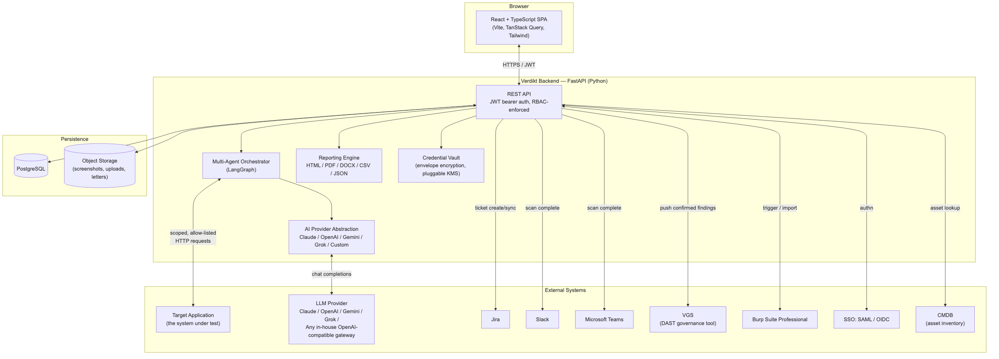 Browser
React + TypeScript SPA
(Vite, TanStack Query,
Tailwind)
HTTPS / JWT
Verdikt Backend — FastAPI (Python)
REST API
JWT bearer auth, RBAC-
enforced
Persistence
PostgreSQL
Object Storage
(screenshots, uploads,
letters)
Multi-Agent Orchestrator
(LangGraph)
Reporting Engine
HTML / PDF / DOCX / CSV
/ JSON
Credential Vault
(envelope encryption,
pluggable KMS)
ticket create/sync
scan complete
scan complete
push confirmed findings
trigger / import
authn
asset lookup
scoped, allow-listed
HTTP requests
AI Provider Abstraction
Claude / OpenAI / Gemini /
Grok / Custom
chat completions
External Systems
Target Application
(the system under test)
LLM Provider
Claude / OpenAI / Gemini /
Grok /
Any in-house OpenAI-
compatible gateway
Jira
Slack
Microsoft Teams
VGS
(DAST governance tool)
Burp Suite Professional
SSO: SAML / OIDC
CMDB
(asset inventory)